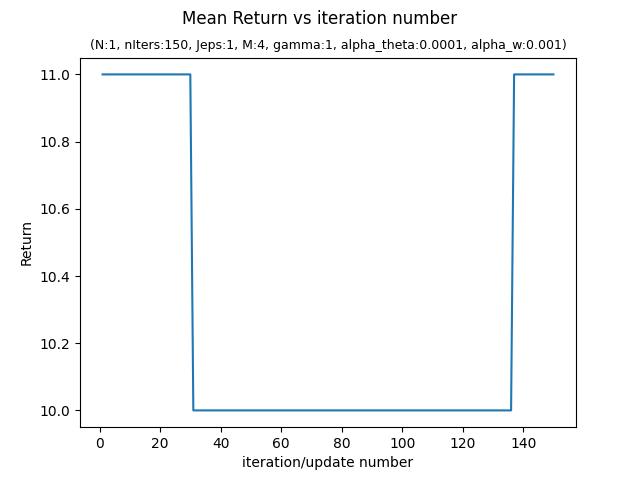 Mean Return vs iteration number
(N:1, nIters:150, Jeps:1, M:4, gamma:1, alpha_theta:0.0001, alpha_w:0.001)
11.0
10.8
10.6
10.4
10.2
10.0
Return
0 20 40 60 80 100 120 140
iteration/update number